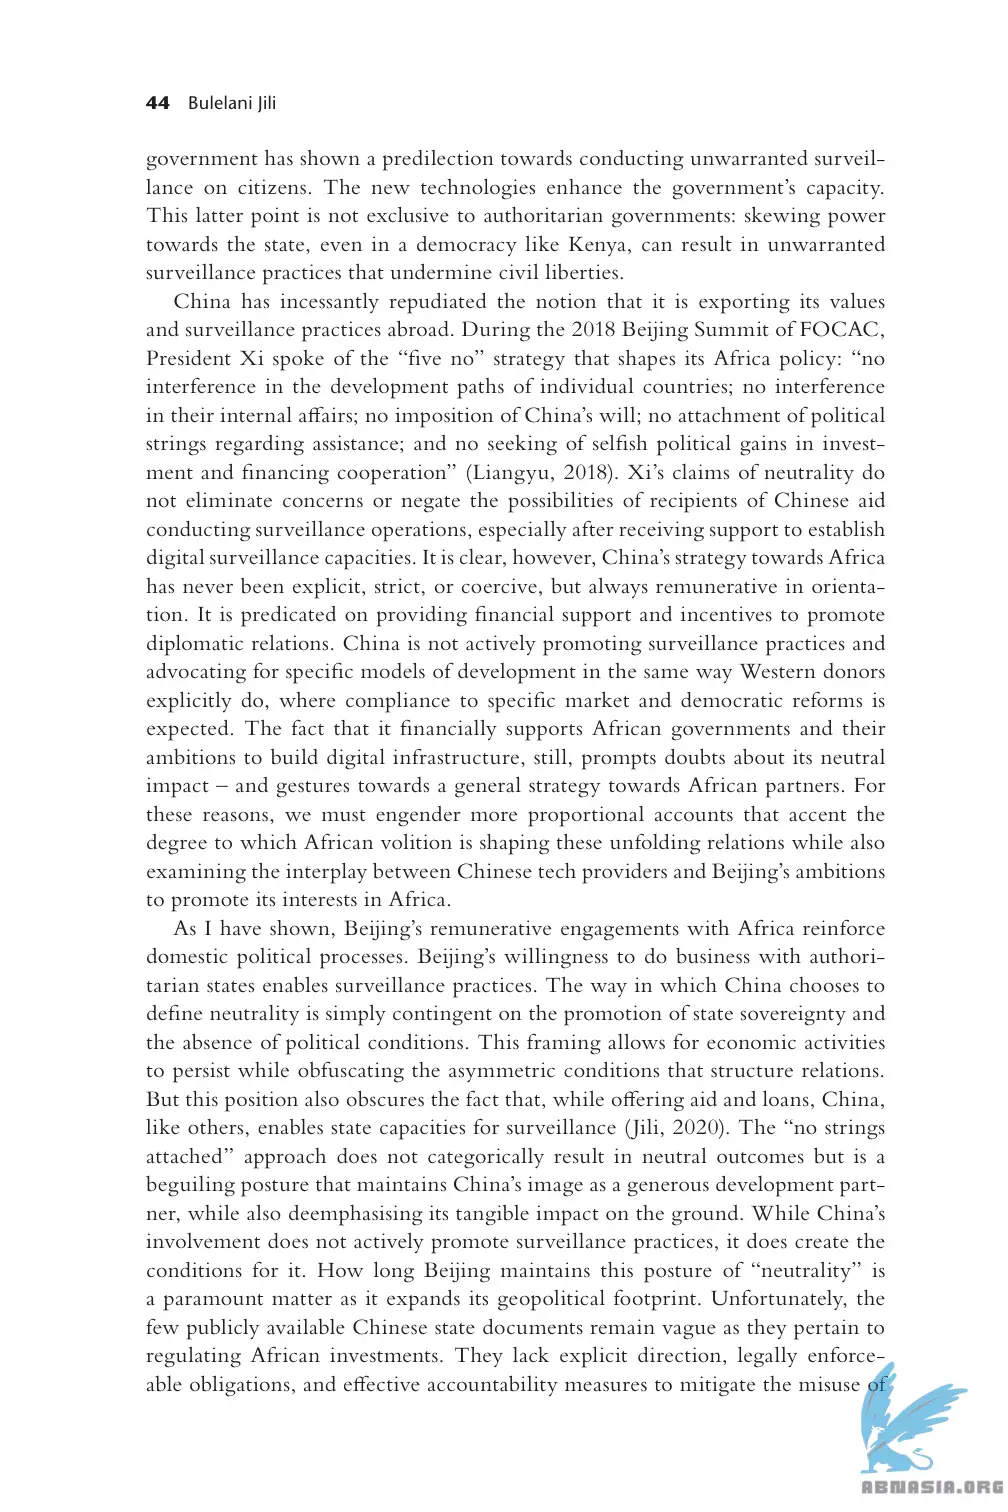 44 Bulelani Jili
government has shown a predilection towards conducting unwarranted surveil-
lance on citizens. The new technologies enhance the government’s capacity.
This latter point is not exclusive to authoritarian governments: skewing power
towards the state, even in a democracy like Kenya, can result in unwarranted
surveillance practices that undermine civil liberties.
China has incessantly repudiated the notion that it is exporting its values
and surveillance practices abroad. During the 2018 Beijing Summit of FOCAC,
President Xi spoke of the “five no” strategy that shapes its Africa policy: “no
interference in the development paths of individual countries; no interference
in their internal affairs; no imposition of China’s will; no attachment of political
strings regarding assistance; and no seeking of selfish political gains in invest-
ment and financing cooperation” (Liangyu, 2018). Xi’s claims of neutrality do
not eliminate concerns or negate the possibilities of recipients of Chinese aid
conducting surveillance operations, especially after receiving support to establish
digital surveillance capacities. It is clear, however, China’s strategy towards Africa
has never been explicit, strict, or coercive, but always remunerative in orienta-
tion. It is predicated on providing financial support and incentives to promote
diplomatic relations. China is not actively promoting surveillance practices and
advocating for specific models of development in the same way Western donors
explicitly do, where compliance to specific market and democratic reforms is
expected. The fact that it financially supports African governments and their
ambitions to build digital infrastructure, still, prompts doubts about its neutral
impact – and gestures towards a general strategy towards African partners. For
these reasons, we must engender more proportional accounts that accent the
degree to which African volition is shaping these unfolding relations while also
examining the interplay between Chinese tech providers and Beijing’s ambitions
to promote its interests in Africa.
As I have shown, Beijing’s remunerative engagements with Africa reinforce
domestic political processes. Beijing’s willingness to do business with authori-
tarian states enables surveillance practices. The way in which China chooses to
define neutrality is simply contingent on the promotion of state sovereignty and
the absence of political conditions. This framing allows for economic activities
to persist while obfuscating the asymmetric conditions that structure relations.
But this position also obscures the fact that, while offering aid and loans, China,
like others, enables state capacities for surveillance (Jili, 2020). The “no strings
attached” approach does not categorically result in neutral outcomes but is a
beguiling posture that maintains China’s image as a generous development part-
ner, while also deemphasising its tangible impact on the ground. While China’s
involvement does not actively promote surveillance practices, it does create the
conditions for it. How long Beijing maintains this posture of “neutrality” is
a paramount matter as it expands its geopolitical footprint. Unfortunately, the
few publicly available Chinese state documents remain vague as they pertain to
regulating African investments. They lack explicit direction, legally enforce-
able obligations, and effective accountability measures to mitigate the misuse of
ABNASIA.ORG